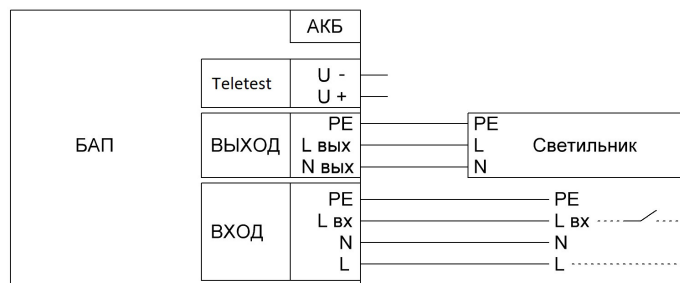 АКБ
Teletest
U -
U +
БАП
ВЫХОД
PE
L вых
N вых
PE
L
N
Светильник
ВХОД
PE
L вх
N
L
PE
L вх
N
L